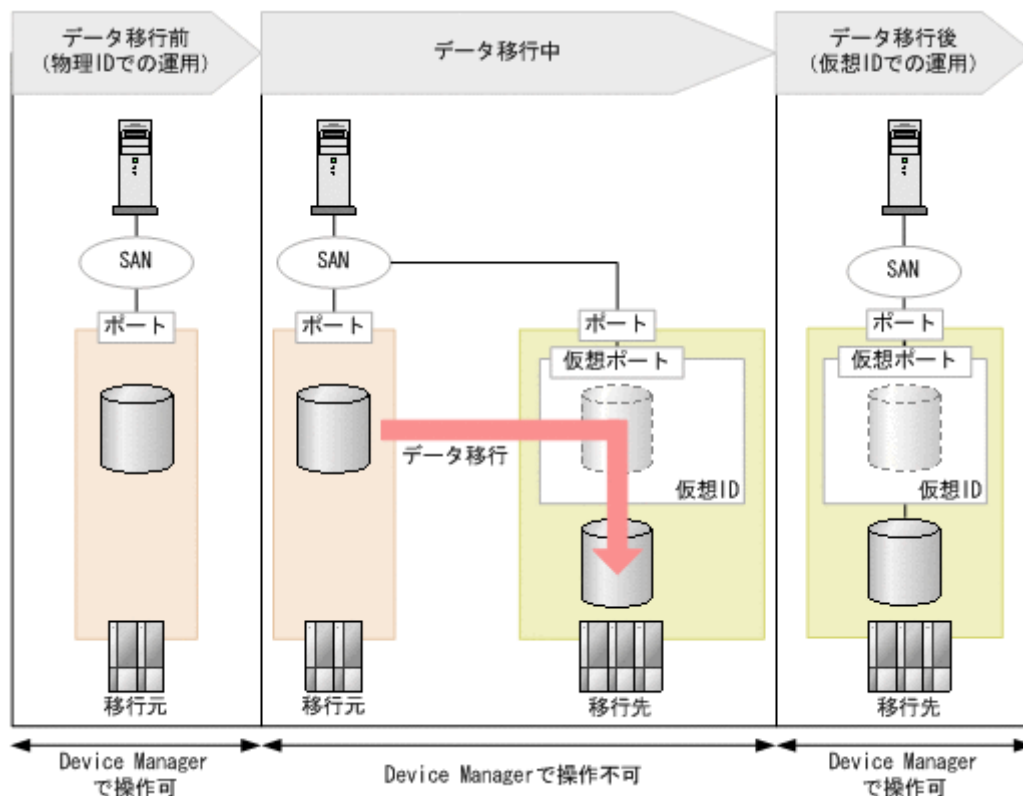 データ移行前
(物理IDでの運用)
データ移行中
データ移行後
(仮想IDでの運用)
SAN
SAN
SAN
ポート
ポート
ポート
ポート
仮想ポート
仮想ポート
データ移行
仮想ID
仮想ID
移行元
移行元
移行先
移行先
Device Manager
で操作可
Device Managerで操作不可
Device Manager
で操作可